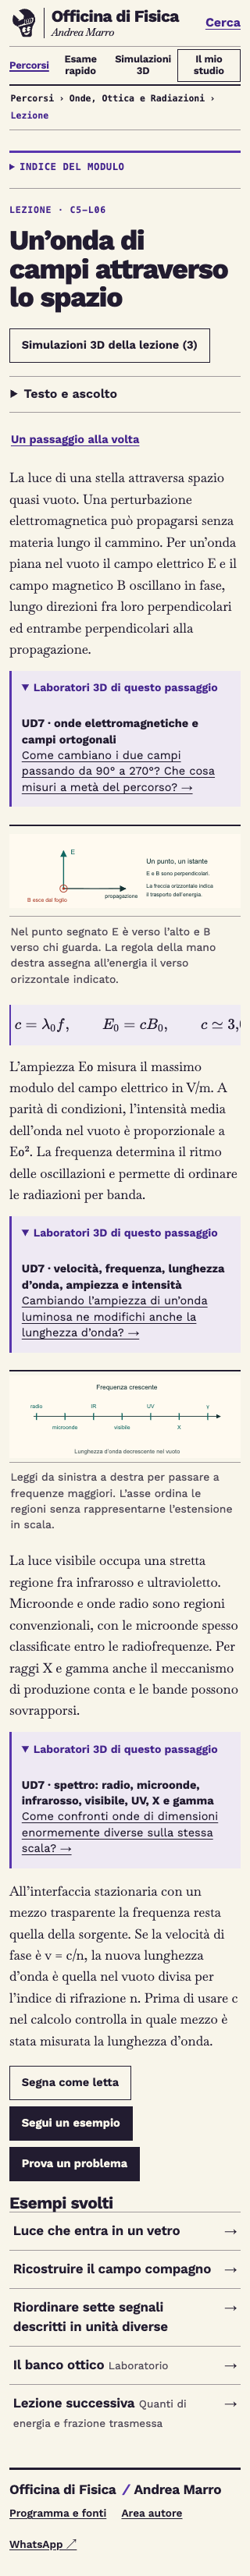 Officina di Fisica
Andrea Marro
Cerca
Percorsi
Esame rapido
Simulazioni 3D
Il mio studio
Percorsi › Onde, Ottica e Radiazioni ›
Lezione
▶ INDICE DEL MODULO
LEZIONE · C5–L06
Un’onda di
campi attraverso
lo spazio
Simulazioni 3D della lezione (3)
▶ Testo e ascolto
Un passaggio alla volta
La luce di una stella attraversa spazio
quasi vuoto. Una perturbazione
elettromagnetica può propagarsi senza
materia lungo il cammino. Per un’onda
piana nel vuoto il campo elettrico E e il
campo magnetico B oscillano in fase,
lungo direzioni fra loro perpendicolari
ed entrambe perpendicolari alla
propagazione.
▼ Laboratori 3D di questo passaggio
UD7 · onde elettromagnetiche e
campi ortogonali
Come cambiano i due campi
passando da 90° a 270°? Che cosa
misuri a metà del percorso? →
E
B esce dal foglio
propagazione
Un punto, un istante
E e B sono perpendicolari.
La freccia orizzontale indica
il trasporto dell’energia.
Nel punto segnato E è verso l’alto e B
verso chi guarda. La regola della mano
destra assegna all’energia il verso
orizzontale indicato.
c = λ₀f, E₀ = cB₀, c ≃ 3,
L’ampiezza E₀ misura il massimo
modulo del campo elettrico in V/m. A
parità di condizioni, l’intensità media
dell’onda nel vuoto è proporzionale a
E₀². La frequenza determina il ritmo
delle oscillazioni e permette di ordinare
le radiazioni per banda.
▼ Laboratori 3D di questo passaggio
UD7 · velocità, frequenza, lunghezza
d’onda, ampiezza e intensità
Cambiando l’ampiezza di un’onda
luminosa ne modifichi anche la
lunghezza d’onda? →
Frequenza crescente
radio
microonde
IR
visibile
UV
X
γ
Lunghezza d’onda decrescente nel vuoto
Leggi da sinistra a destra per passare a
frequenze maggiori. L’asse ordina le
regioni senza rappresentarne l’estensione
in scala.
La luce visibile occupa una stretta
regione fra infrarosso e ultravioletto.
Microonde e onde radio sono regioni
convenzionali, con le microonde spesso
classificate entro le radiofrequenze. Per
raggi X e gamma anche il meccanismo
di produzione conta e le bande possono
sovrapporsi.
▼ Laboratori 3D di questo passaggio
UD7 · spettro: radio, microonde,
infrarosso, visibile, UV, X e gamma
Come confronti onde di dimensioni
enormemente diverse sulla stessa
scala? →
All’interfaccia stazionaria con un
mezzo trasparente la frequenza resta
quella della sorgente. Se la velocità di
fase è v = c/n, la nuova lunghezza
d’onda è quella nel vuoto divisa per
l’indice di rifrazione n. Prima di usare c
nel calcolo controlla in quale mezzo è
stata misurata la lunghezza d’onda.
Segna come letta
Segui un esempio
Prova un problema
Esempi svolti
Luce che entra in un vetro →
Ricostruire il campo compagno →
Riordinare sette segnali →
descritti in unità diverse
Il banco ottico Laboratorio →
Lezione successiva Quanti di →
energia e frazione trasmessa
Officina di Fisica / Andrea Marro
Programma e fonti Area autore
WhatsApp ↗